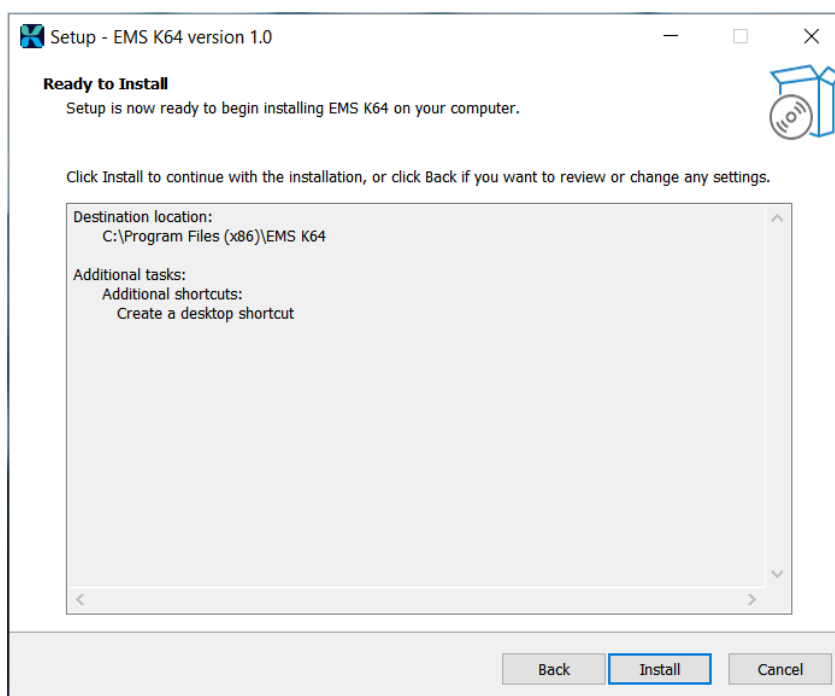 Setup - EMS K64 version 1.0
Ready to Install
Setup is now ready to begin installing EMS K64 on your computer.
Click Install to continue with the installation, or click Back if you want to review or change any settings.
Destination location:
C:\Program Files (x86)\EMS K64
Additional tasks:
Additional shortcuts:
Create a desktop shortcut
Back Install Cancel